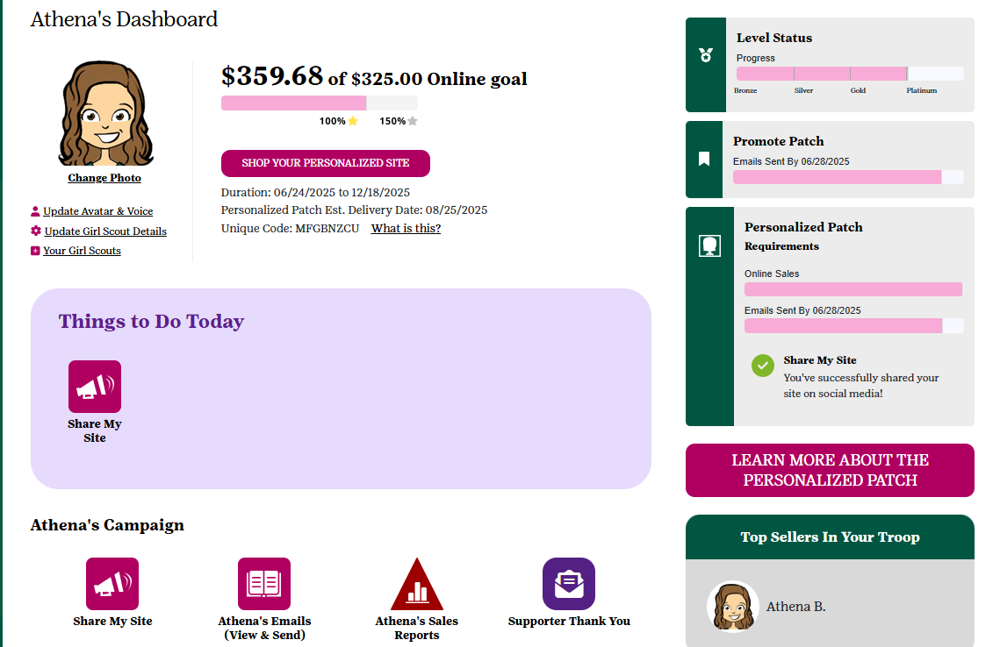 Athena's Dashboard
Change Photo
Update Avatar & Voice
Update Girl Scout Details
Your Girl Scouts
$359.68 of $325.00 Online goal
100% 150%
SHOP YOUR PERSONALIZED SITE
Duration: 06/24/2025 to 12/18/2025
Personalized Patch Est. Delivery Date: 08/25/2025
Unique Code: MFGBNZCU What is this?
Things to Do Today
Share My
Site
Athena's Campaign
Share My Site
Athena's Emails
(View & Send)
Athena's Sales
Reports
Supporter Thank You
Level Status
Progress
Bronze Silver Gold Platinum
Promote Patch
Emails Sent By 06/28/2025
Personalized Patch
Requirements
Online Sales
Emails Sent By 06/28/2025
Share My Site
You've successfully shared your
site on social media!
LEARN MORE ABOUT THE
PERSONALIZED PATCH
Top Sellers In Your Troop
Athena B.